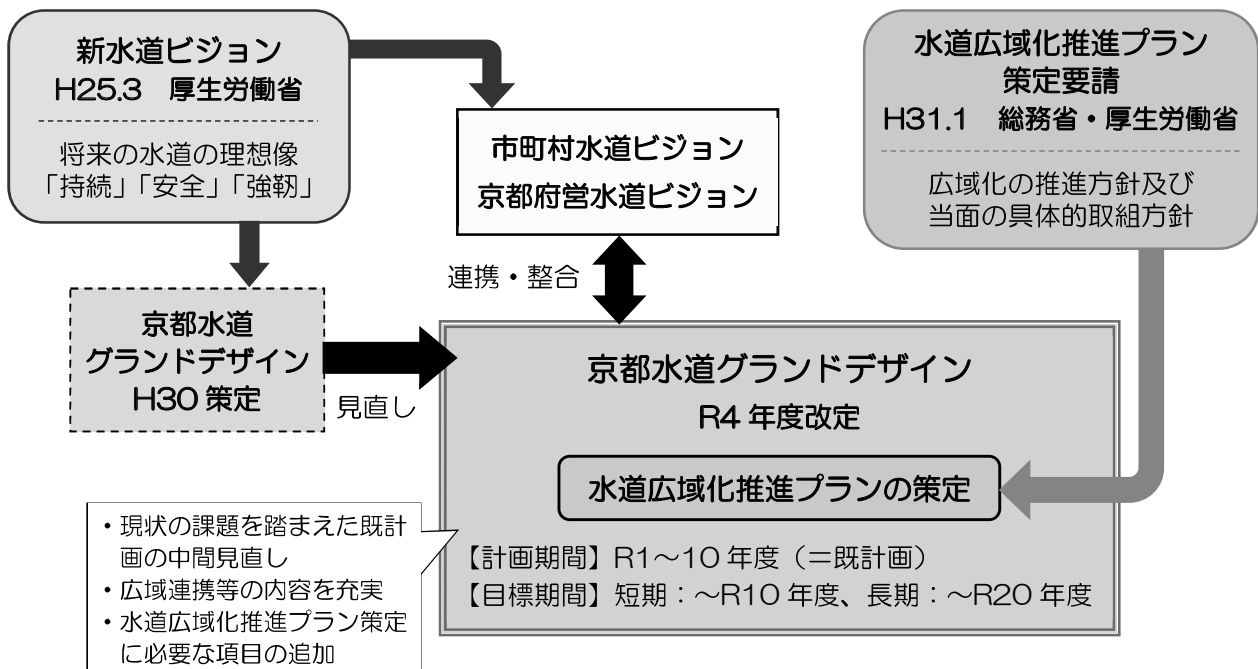 新水道ビジョン
H25.3 厚生労働省
将来の水道の理想像
「持続」「安全」「強靭」
水道広域化推進プラン
策定要請
H31.1 総務省・厚生労働省
広域化の推進方針及び
当面の具体的取組方針
市町村水道ビジョン
京都府営水道ビジョン
連携・整合
京都水道
グランドデザイン
H30 策定
見直し
京都水道グランドデザイン
R4 年度改定
水道広域化推進プランの策定
【計画期間】R1～10 年度（＝既計画）
【目標期間】短期：～R10 年度、長期：～R20 年度
・現状の課題を踏まえた既計
画の中間見直し
・広域連携等の内容を充実
・水道広域化推進プラン策定
に必要な項目の追加